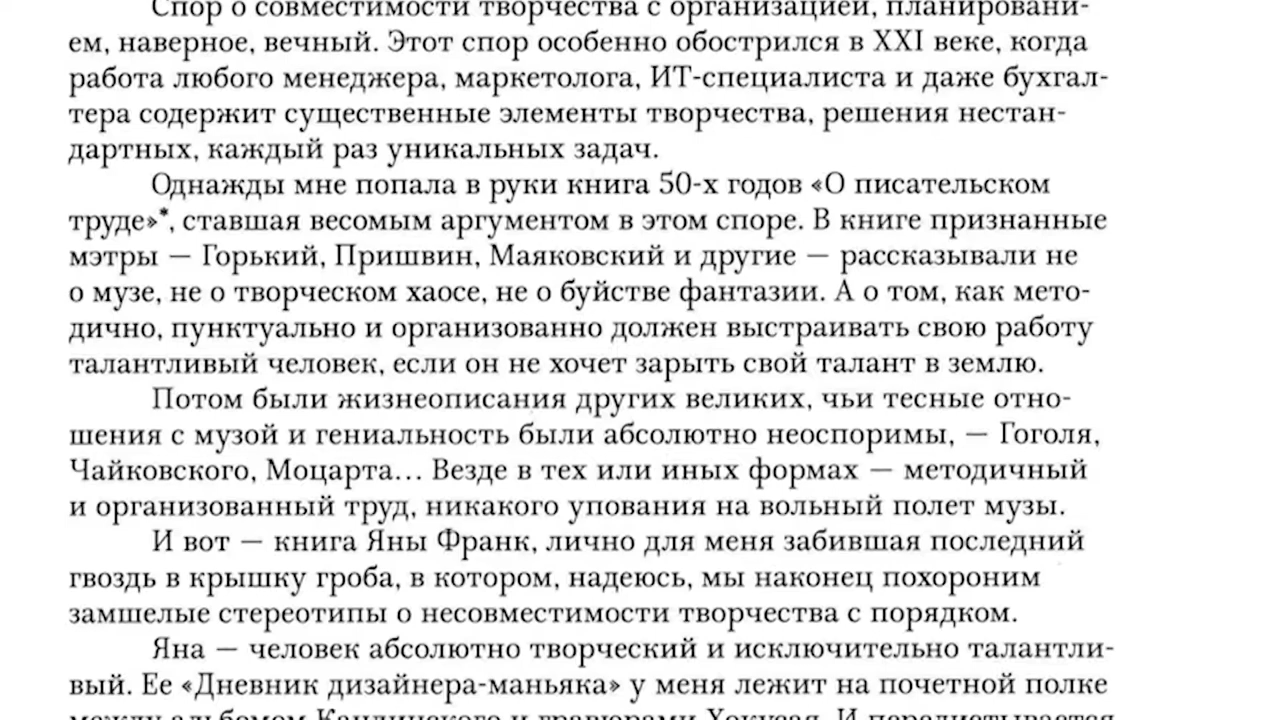 Спор о совместимости творчества с организацией, планировани-
ем, наверное, вечный. Этот спор особенно обострился в XXI веке, когда
работа любого менеджера, маркетолога, ИТ-специалиста и даже бухгал-
тера содержит существенные элементы творчества, решения нестан-
дартных, каждый раз уникальных задач.
Однажды мне попала в руки книга 50-х годов «О писательском
труде»*, ставшая весомым аргументом в этом споре. В книге признанные
мэтры — Горький, Пришвин, Маяковский и другие — рассказывали не
о музе, не о творческом хаосе, не о буйстве фантазии. А о том, как мето-
дично, пунктуально и организованно должен выстраивать свою работу
талантливый человек, если он не хочет зарыть свой талант в землю.
Потом были жизнеописания других великих, чьи тесные отно-
шения с музой и гениальность были абсолютно неоспоримы, — Гоголя,
Чайковского, Моцарта… Везде в тех или иных формах — методичный
и организованный труд, никакого упования на вольный полет музы.
И вот — книга Яны Франк, лично для меня забившая последний
гвоздь в крышку гроба, в котором, надеюсь, мы наконец похороним
замшелые стереотипы о несовместимости творчества с порядком.
Яна — человек абсолютно творческий и исключительно талантли-
вый. Ее «Дневник дизайнера-маньяка» у меня лежит на почетной полке
между альбомом Кандинского и гравюрами Хокусая. И перелистывается